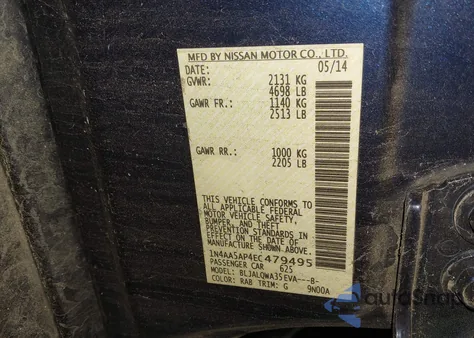 MFD BY NISSAN MOTOR CO., LTD.
DATE: 05/14
GVWR: 2131 KG
4698 LB
GAWR FR.: 1140 KG
2513 LB
GAWR RR.: 1000 KG
2205 LB
THIS VEHICLE CONFORMS TO
ALL APPLICABLE FEDERAL
MOTOR VEHICLE SAFETY,
BUMPER, AND THEFT
PREVENTION STANDARDS IN
EFFECT ON THE DATE OF
MANUFACTURE SHOWN ABOVE.
1N4AA5AP4EC479495
PASSENGER CAR 625
MODEL: BLJALQWA35EVA---B-
COLOR: RAB TRIM: G 9N00A
AutoSnap